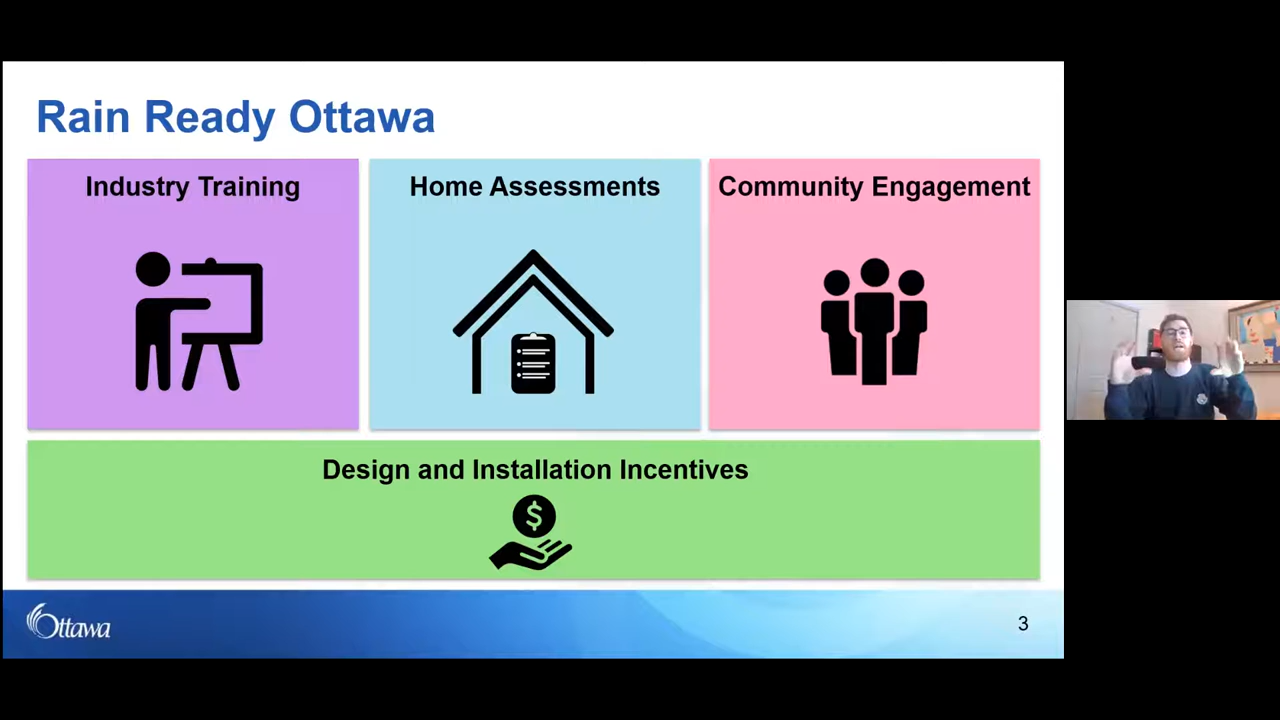 Rain Ready Ottawa
Industry Training
Home Assessments
Community Engagement
Design and Installation Incentives
$
Ottawa
3